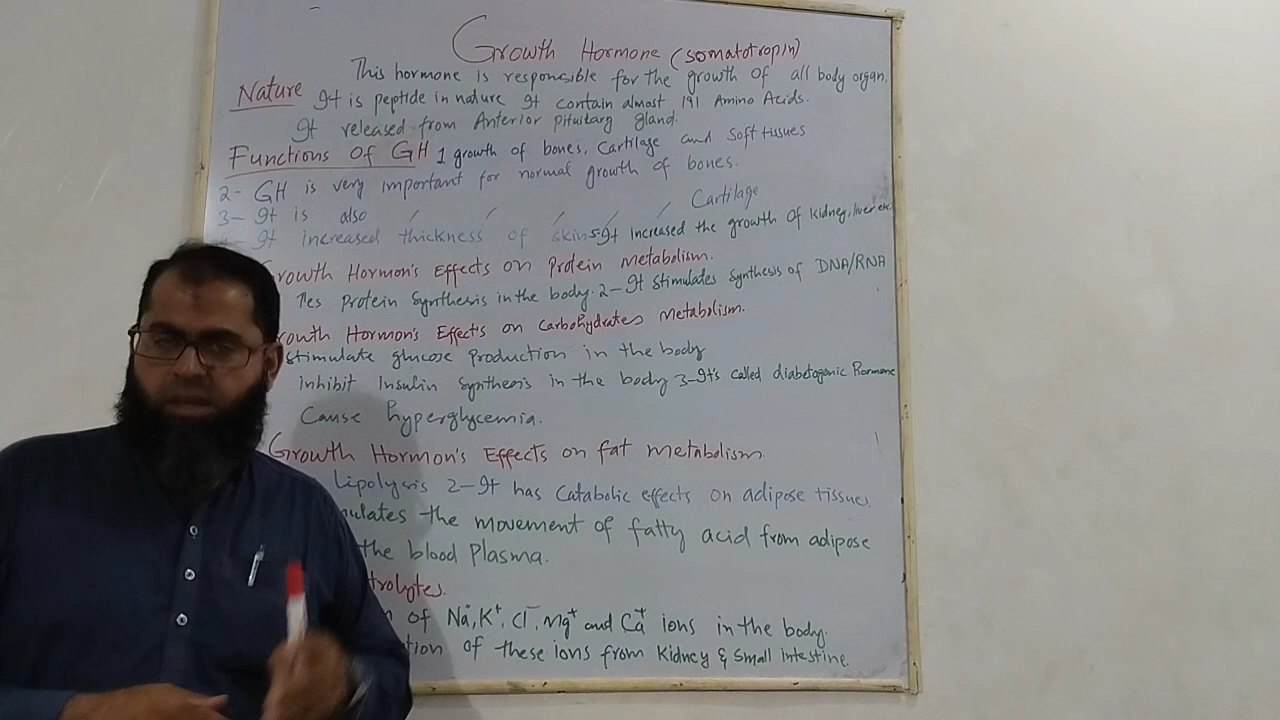 Growth Hormone (somatotropin)
This hormone is responsible for the growth of all body organ.
Nature It is peptide in nature It contain almost 191 Amino Acids.
It released from Anterior pituitary gland.
Functions Of GH 1 growth of bones, Cartilage and Soft tissues
2- GH is very important for normal growth of bones.
3- It is also / / / / / Cartilage
It increased thickness of skin 5- It increased the growth of kidney, liver etc
rowth Hormon's Effects on Protein Metabolism.
Protein Synthesis in the body. 2- It Stimulates Synthesis of DNA/RNA
rowth Hormon's Effects on Carbohydrates Metabolism.
Stimulate glucose Production in the body
inhibit Insulin Synthesis in the body 3- It's called diabetogenic Hormone
Cause hyperglycemia.
Growth Hormon's Effects on fat metabolism.
Lipolysis 2- It has Catabolic effects on adipose tissues.
mulates the movement of fatty acid from adipose
the blood Plasma.
trolytes.
of Na+, K+, Cl-, Mg+ and Ca+ ions in the body.
tion of these ions from Kidney & Small intestine.